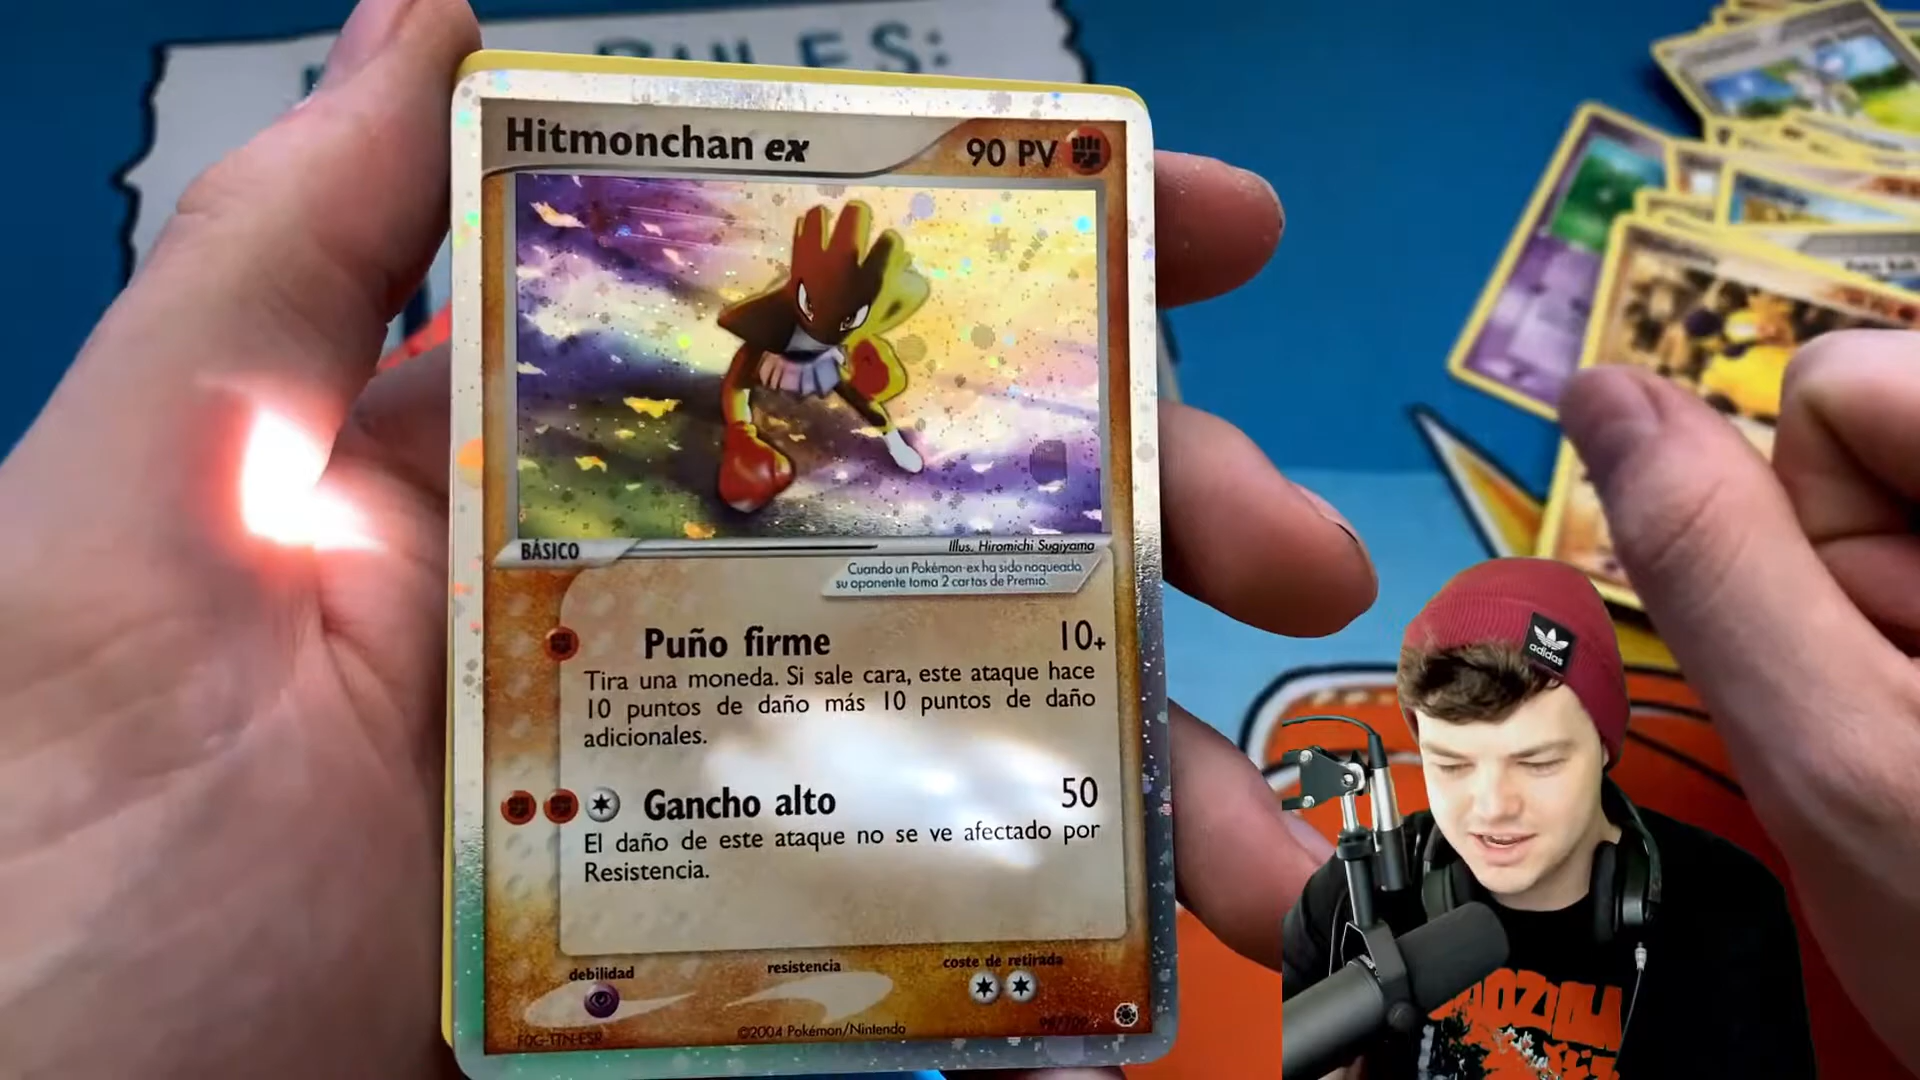 RULES:
Hitmonchan ex
90 PV
BÁSICO
Illus. Hiromichi Sugiyama
Cuando un Pokémon-ex ha sido noqueado,
su oponente toma 2 cartas de Premio.
Puño firme 10+
Tira una moneda. Si sale cara, este ataque hace
10 puntos de daño más 10 puntos de daño
adicionales.
Gancho alto 50
El daño de este ataque no se ve afectado por
Resistencia.
debilidad resistencia coste de retirada
©2004 Pokémon/Nintendo
adidas